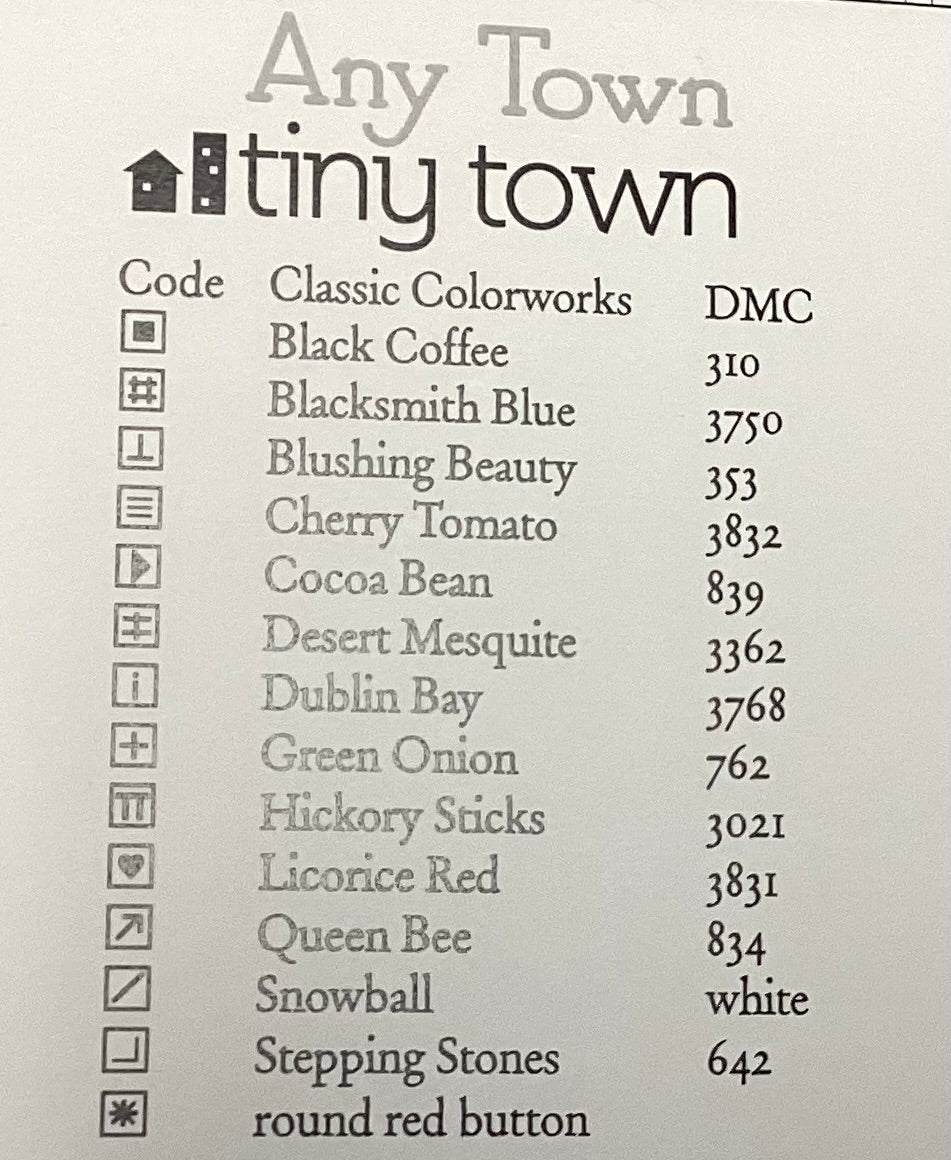 Any Town
tiny town
Code Classic Colorworks DMC
Black Coffee 310
Blacksmith Blue 3750
Blushing Beauty 353
Cherry Tomato 3832
Cocoa Bean 839
Desert Mesquite 3362
Dublin Bay 3768
Green Onion 762
Hickory Sticks 3021
Licorice Red 3831
Queen Bee 834
Snowball white
Stepping Stones 642
round red button